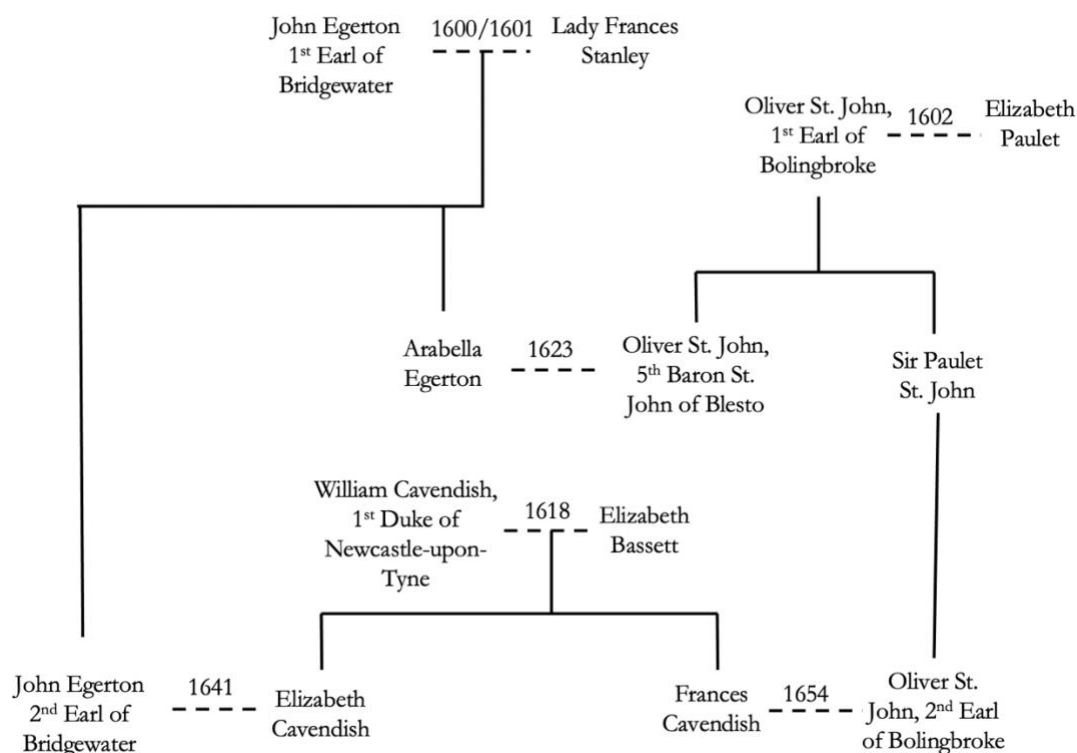 John Egerton
1st Earl of
Bridgewater
1600/1601
Lady Frances
Stanley
Oliver St. John,
1st Earl of
Bolingbroke
1602
Elizabeth
Paulet
Arabella
Egerton
1623
Oliver St. John,
5th Baron St.
John of Blesto
Sir Paulet
St. John
William Cavendish,
1st Duke of
Newcastle-upon-
Tyne
1618
Elizabeth
Bassett
John Egerton
2nd Earl of
Bridgewater
1641
Elizabeth
Cavendish
Frances
Cavendish
1654
Oliver St.
John, 2nd Earl
of Bolingbroke